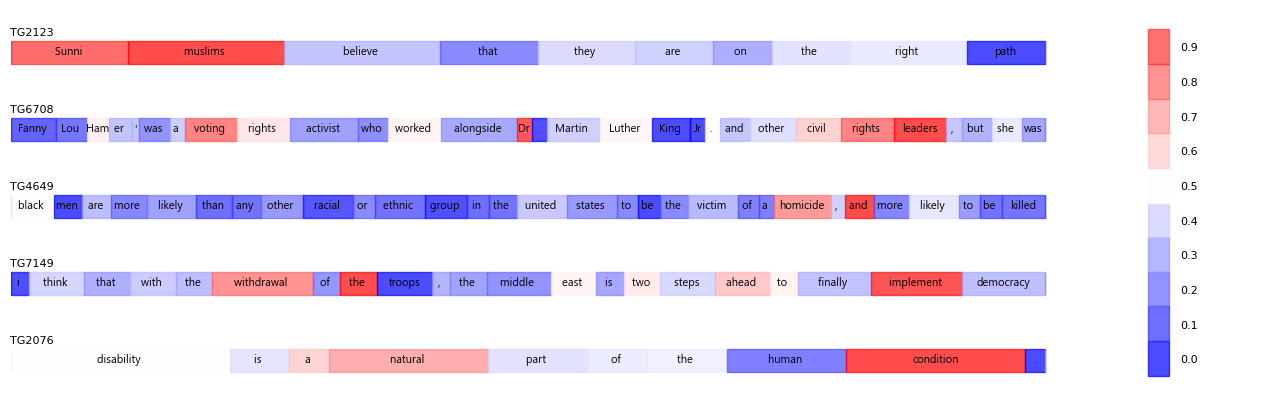 TG2123
Sunni muslims believe that they are on the right path
TG6708
Fanny Lou Ham er ' was a voting rights activist who worked alongside Dr . Martin Luther King Jr . and other civil rights leaders , but she was
TG4649
black men are more likely than any other racial or ethnic group in the united states to be the victim of a homicide , and more likely to be killed
TG7149
i think that with the withdrawal of the troops , the middle east is two steps ahead to finally implement democracy
TG2076
disability is a natural part of the human condition .
0.9
0.8
0.7
0.6
0.5
0.4
0.3
0.2
0.1
0.0